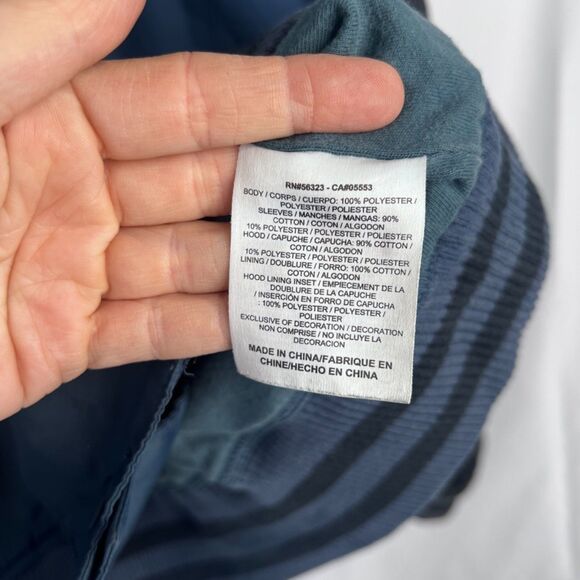 RN#56323 - CA#05553
BODY / CORPS / CUERPO: 100% POLYESTER /
POLYESTER / POLIESTER
SLEEVES / MANCHES / MANGAS: 90%
COTTON / COTON / ALGODON
10% POLYESTER / POLYESTER / POLIESTER
HOOD / CAPUCHE / CAPUCHA: 90% COTTON /
COTON / ALGODON
10% POLYESTER / POLYESTER / POLIESTER
LINING / DOUBLURE / FORRO: 100% COTTON /
COTON / ALGODON
HOOD LINING INSET / EMPIECEMENT DE LA
DOUBLURE DE LA CAPUCHE
/ INSERCIÓN EN FORRO DE CAPUCHA
: 100% POLYESTER / POLYESTER /
POLIESTER
EXCLUSIVE OF DECORATION / DECORATION
NON COMPRISE / NO INCLUYE LA
DECORACION
MADE IN CHINA/FABRIQUE EN
CHINE/HECHO EN CHINA